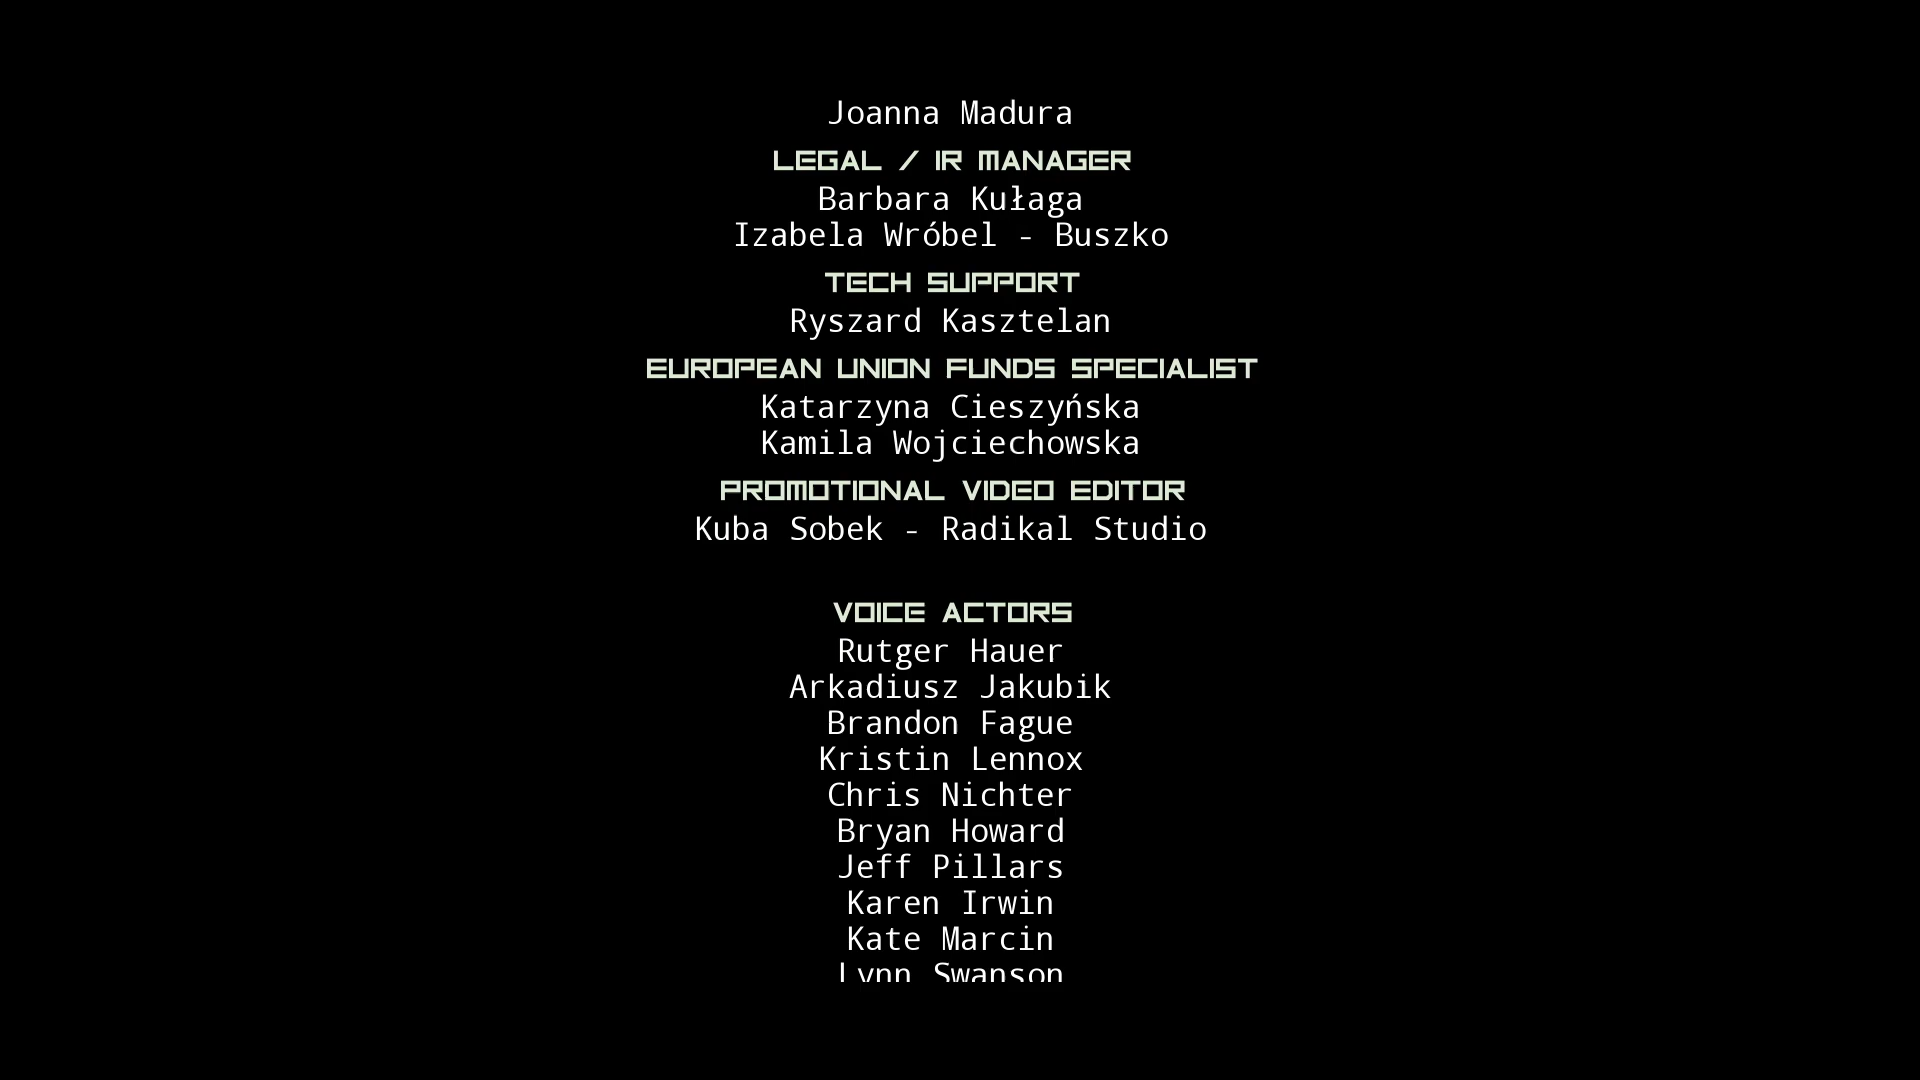 Joanna Madura
LEGAL / IR MANAGER
Barbara Kułaga
Izabela Wróbel - Buszko
TECH SUPPORT
Ryszard Kasztelan
EUROPEAN UNION FUNDS SPECIALIST
Katarzyna Cieszyńska
Kamila Wojciechowska
PROMOTIONAL VIDEO EDITOR
Kuba Sobek - Radikal Studio
VOICE ACTORS
Rutger Hauer
Arkadiusz Jakubik
Brandon Fague
Kristin Lennox
Chris Nichter
Bryan Howard
Jeff Pillars
Karen Irwin
Kate Marcin
Lynn Swanson